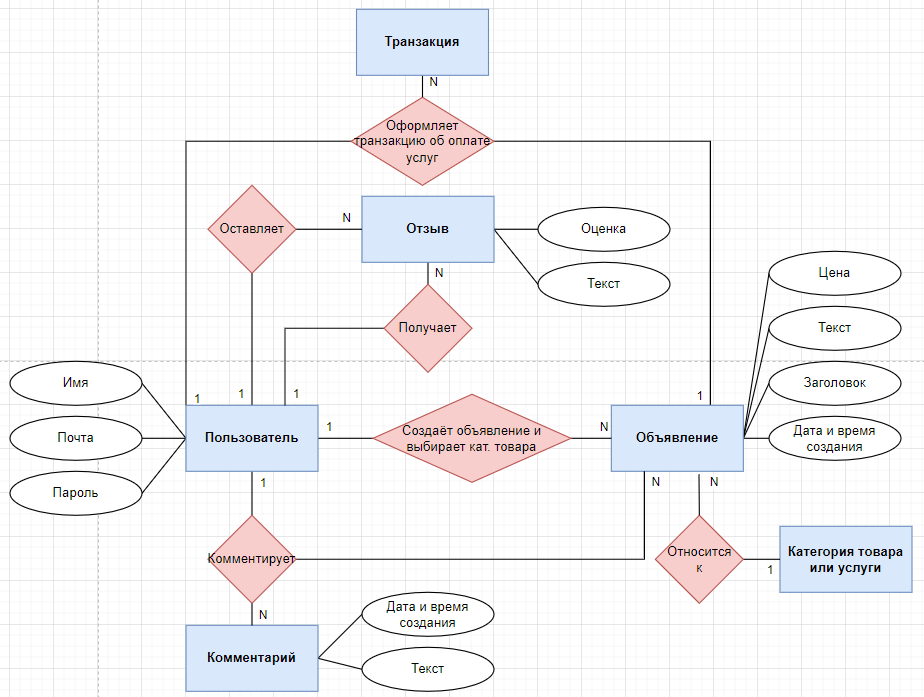 Транзакция
N
Оформляет
транзакцию об оплате
услуг
Оставляет
N
Отзыв
Оценка
Текст
N
Получает
Цена
Текст
Заголовок
Дата и время
создания
Имя
Почта
Пароль
1
1
1
1
Пользователь
1
Создаёт объявление и
выбирает кат. товара
N
Объявление
1
N
N
Комментирует
Относится
к
1
Категория товара
или услуги
N
Комментарий
Дата и время
создания
Текст